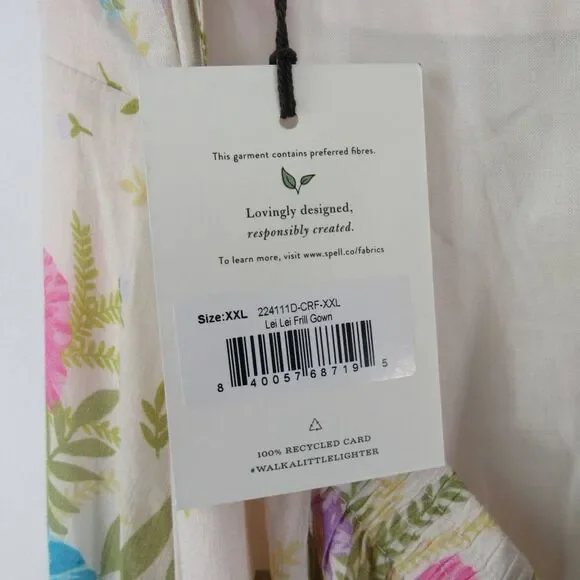 This garment contains preferred fibres.
Lovingly designed,
responsibly created.
To learn more, visit www.spell.co/fabrics
Size:XXL 224111D-CRF-XXL
Lei Lei Frill Gown
8 40057 68719 5
100% RECYCLED CARD
#WALKALITTLELIGHTER